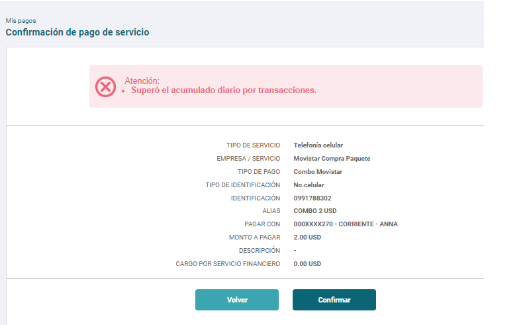 Mis pagos
Confirmación de pago de servicio
Atención:
• Superó el acumulado diario por transacciones.
TIPO DE SERVICIO Telefonía celular
EMPRESA / SERVICIO Movistar Compra Paquete
TIPO DE PAGO Combo Movistar
TIPO DE IDENTIFICACIÓN No.celular
IDENTIFICACIÓN 0991788302
ALIAS COMBO 2 USD
PAGAR CON 000XXXX270 - CORRIENTE - ANNA
MONTO A PAGAR 2.00 USD
DESCRIPCIÓN -
CARGO POR SERVICIO FINANCIERO 0.00 USD
Volver Confirmar